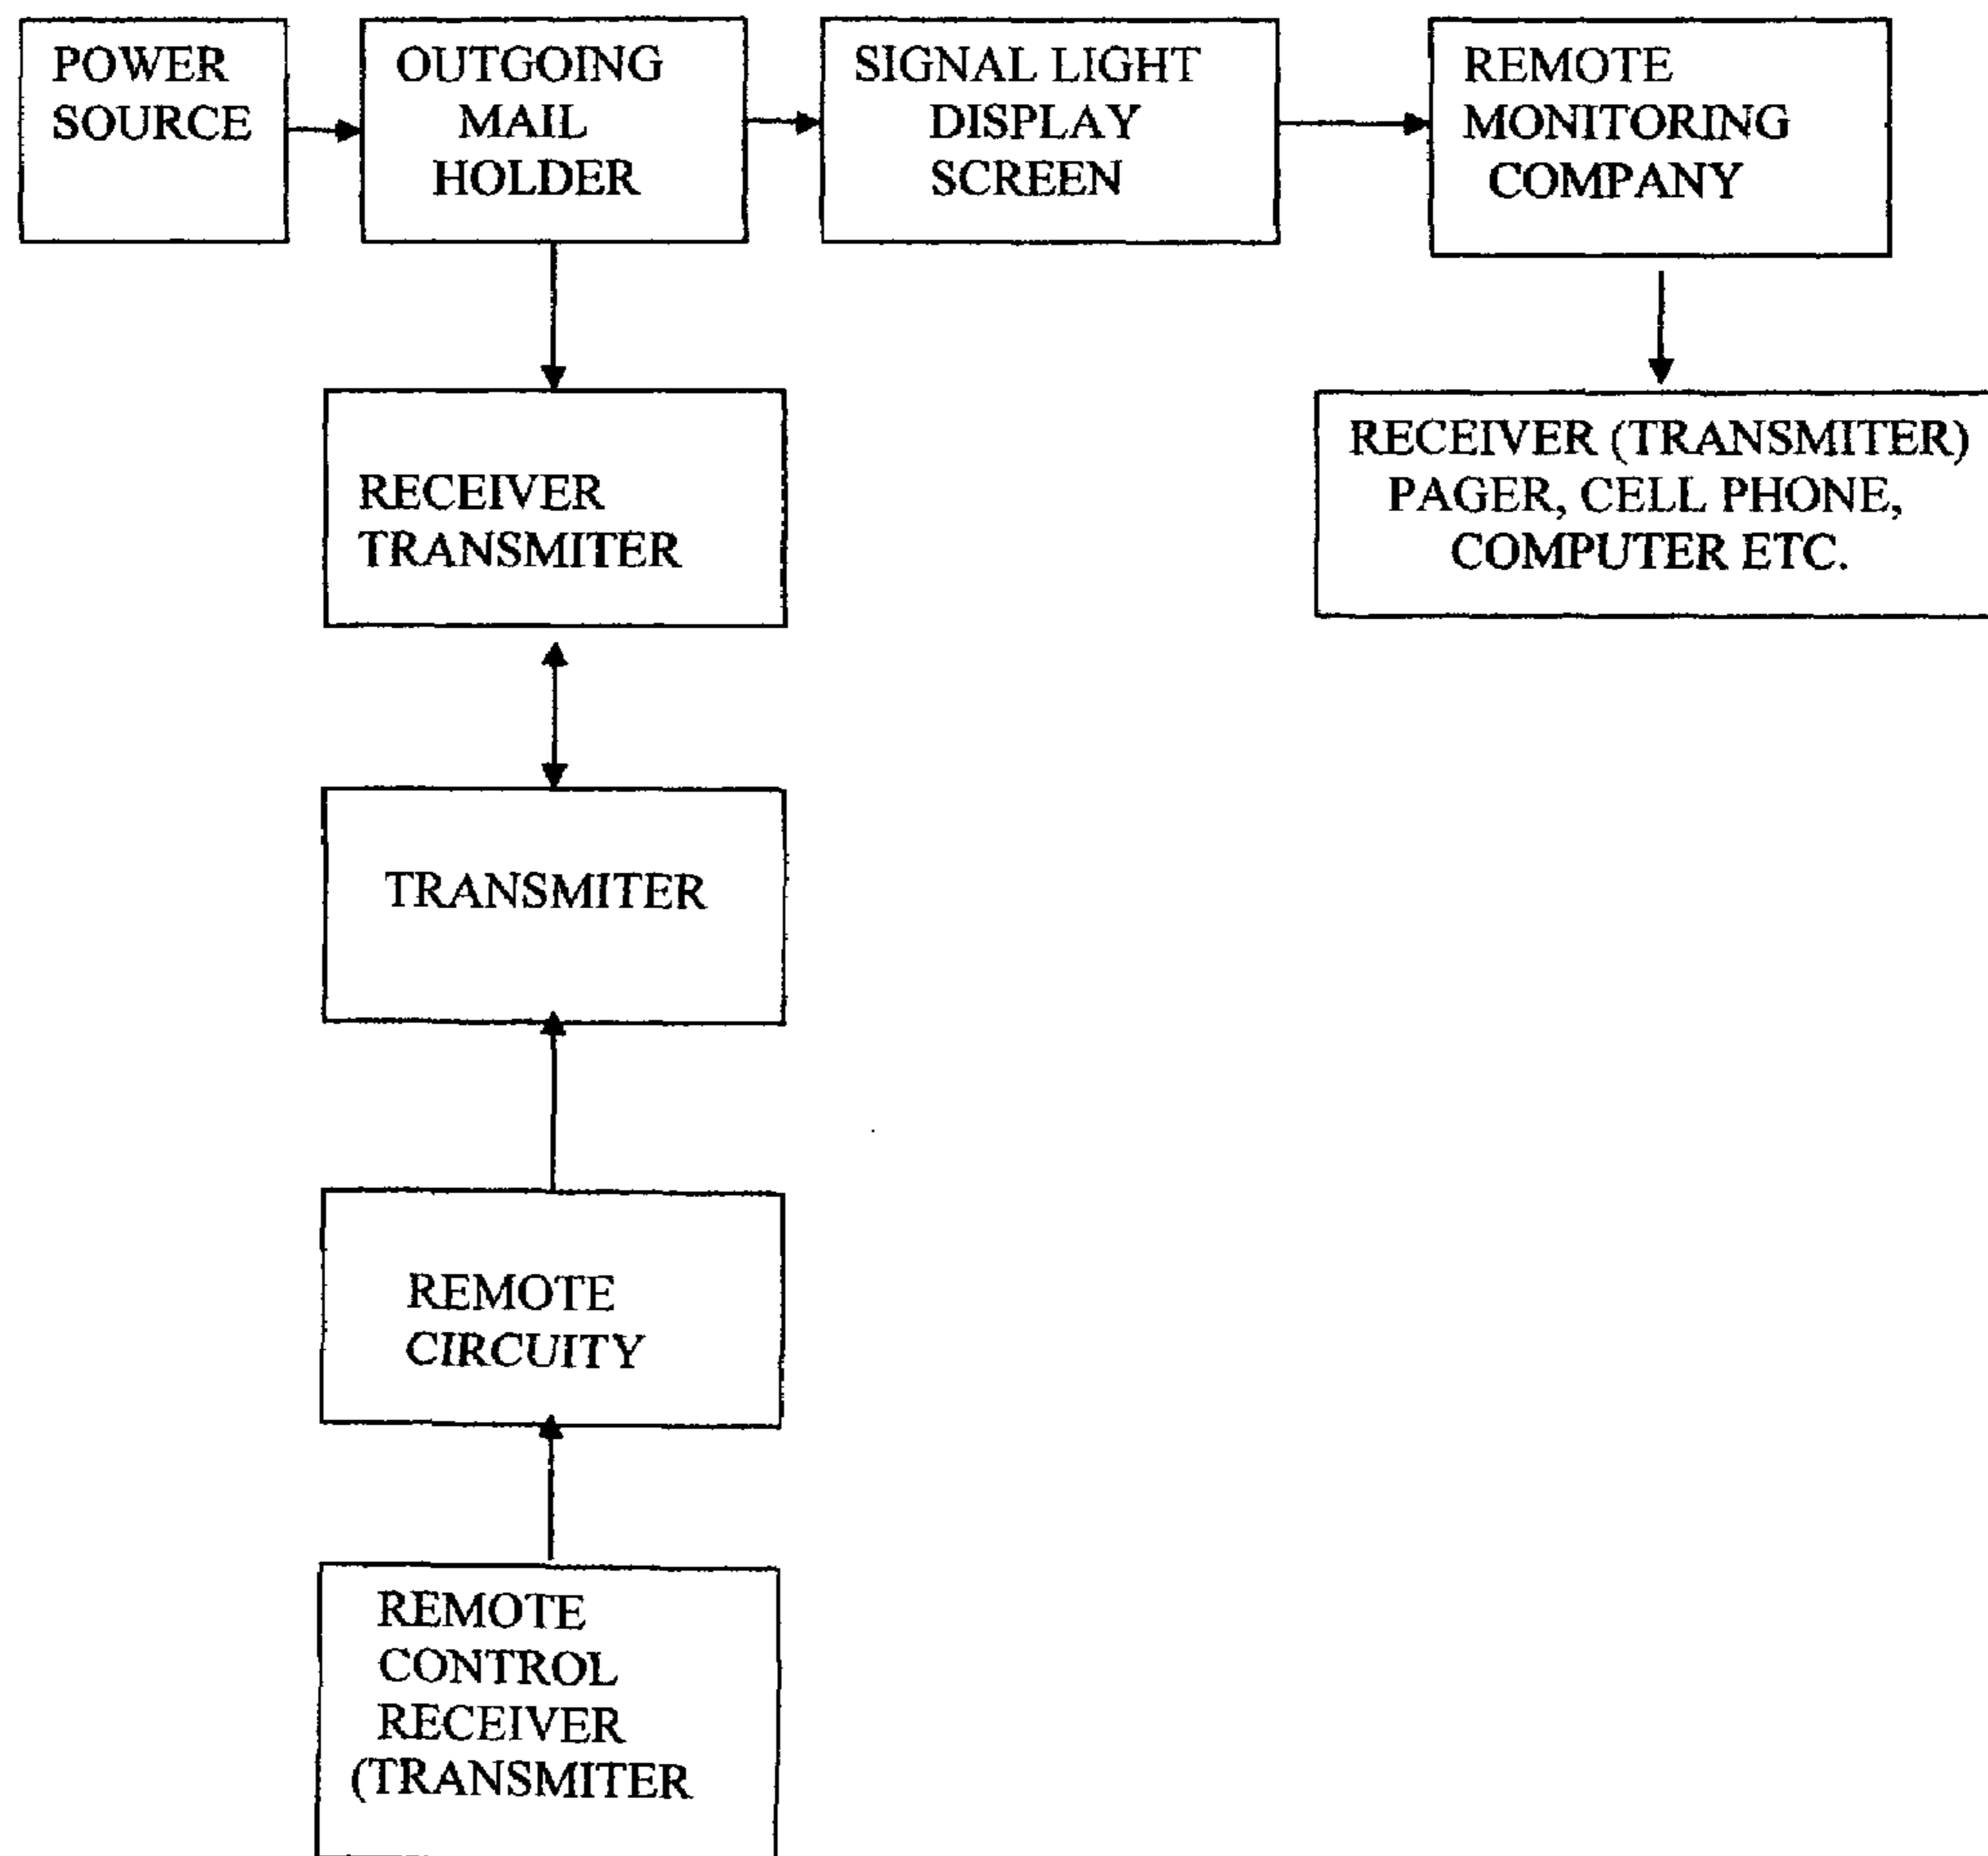 POWER
SOURCE
OUTGOING
MAIL
HOLDER
SIGNAL LIGHT
DISPLAY
SCREEN
REMOTE
MONITORING
COMPANY
RECEIVER
TRANSMITER
RECEIVER (TRANSMITER)
PAGER, CELL PHONE,
COMPUTER ETC.
TRANSMITER
REMOTE
CIRCUITY
REMOTE
CONTROL
RECEIVER
(TRANSMITER